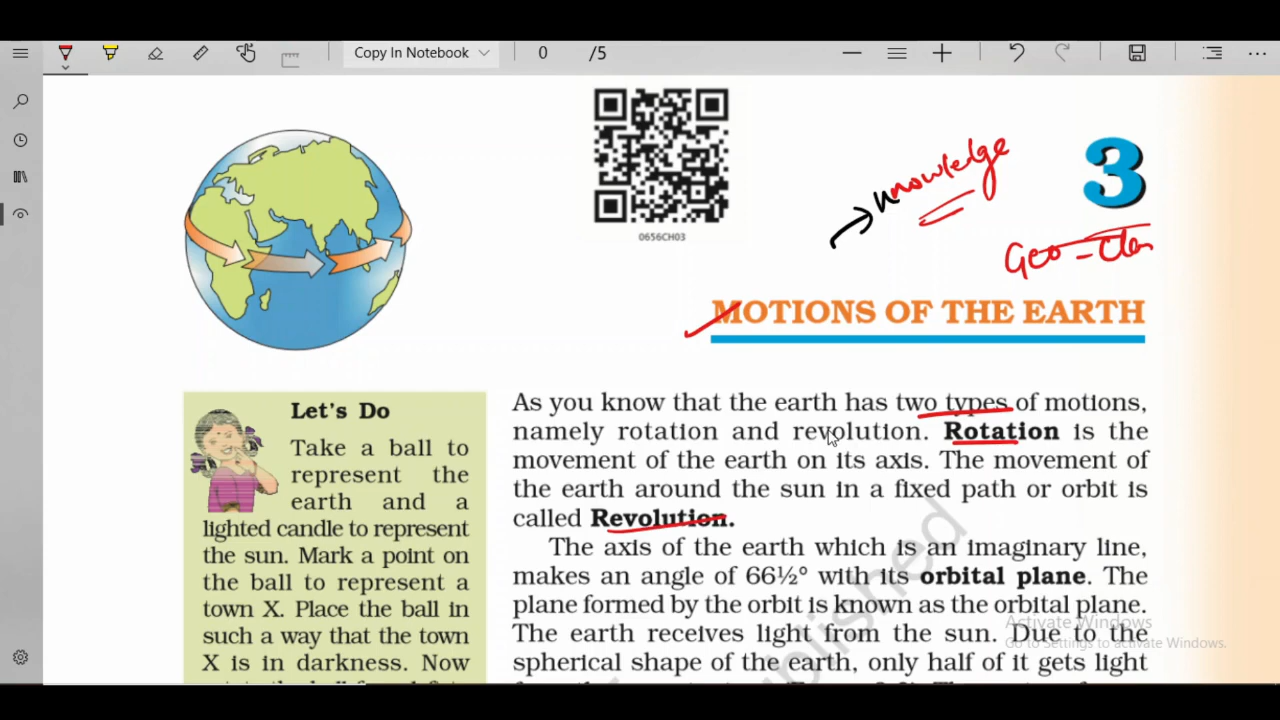 Copy In Notebook
0 /5
Knowledge
3
0656CH03
Geo - Class
MOTIONS OF THE EARTH
Let's Do
Take a ball to
represent the
earth and a
lighted candle to represent
the sun. Mark a point on
the ball to represent a
town X. Place the ball in
such a way that the town
X is in darkness. Now
As you know that the earth has two types of motions,
namely rotation and revolution. Rotation is the
movement of the earth on its axis. The movement of
the earth around the sun in a fixed path or orbit is
called Revolution.
The axis of the earth which is an imaginary line,
makes an angle of 66½° with its orbital plane. The
plane formed by the orbit is known as the orbital plane.
The earth receives light from the sun. Due to the
spherical shape of the earth, only half of it gets light
Activate Windows
Go to Settings to activate Windows.